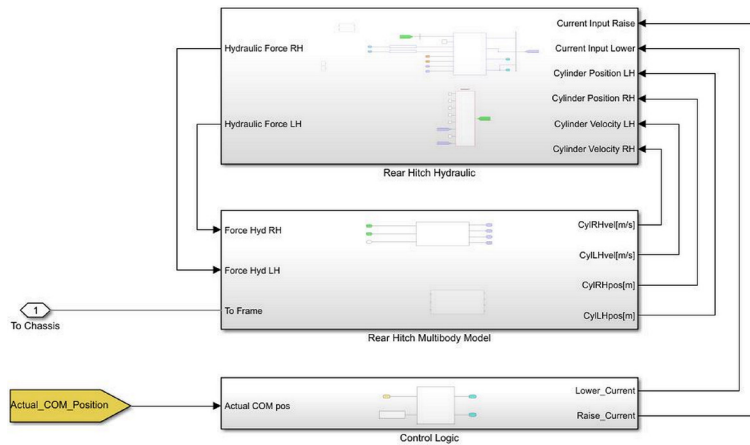 Hydraulic Force RH
Hydraulic Force LH
Current Input Raise
Current Input Lower
Cylinder Position LH
Cylinder Position RH
Cylinder Velocity LH
Cylinder Velocity RH
Rear Hitch Hydraulic
Force Hyd RH
Force Hyd LH
To Frame
CylRHvel[m/s]
CylLHvel[m/s]
CylRHpos[m]
CylLHpos[m]
Rear Hitch Multibody Model
1
To Chassis
Actual_COM_Position
Actual COM pos
Lower_Current
Raise_Current
Control Logic